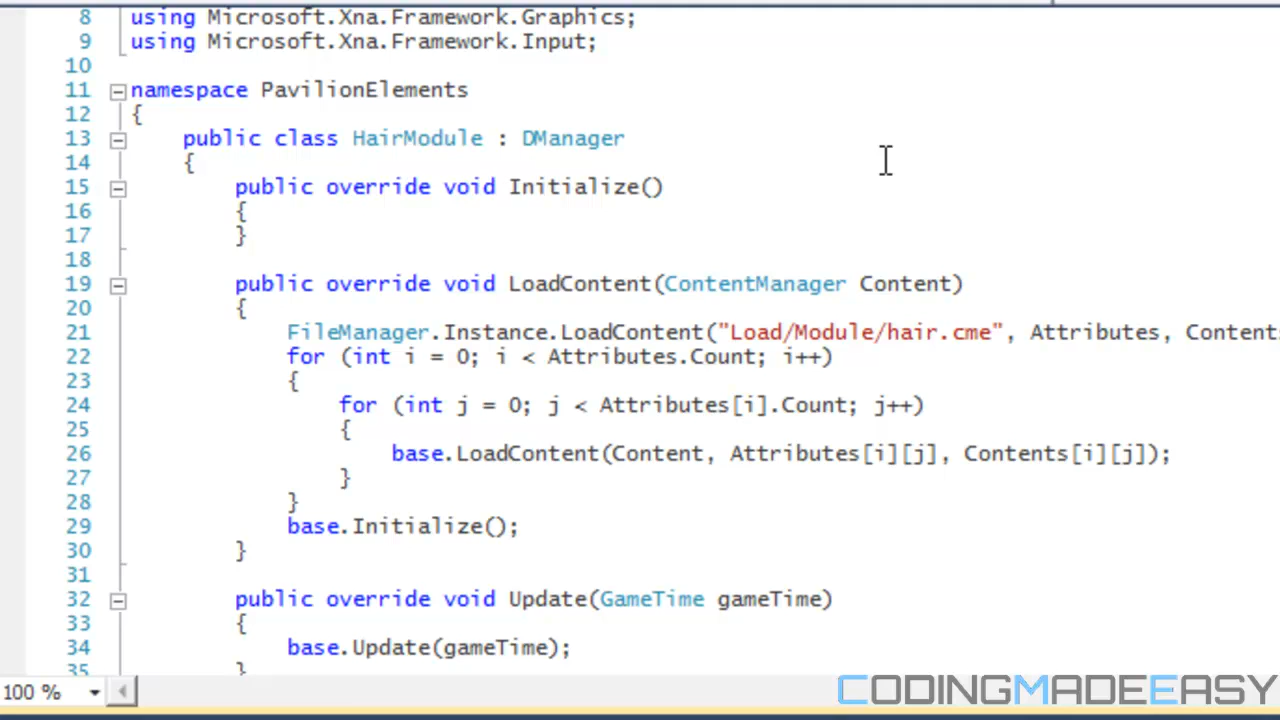 8 using Microsoft.Xna.Framework.Graphics;
9 using Microsoft.Xna.Framework.Input;
10
11 namespace PavilionElements
12 {
13 public class HairModule : DManager
14 {
15 public override void Initialize()
16 {
17 }
18
19 public override void LoadContent(ContentManager Content)
20 {
21 FileManager.Instance.LoadContent("Load/Module/hair.cme", Attributes, Contents
22 for (int i = 0; i < Attributes.Count; i++)
23 {
24 for (int j = 0; j < Attributes[i].Count; j++)
25 {
26 base.LoadContent(Content, Attributes[i][j], Contents[i][j]);
27 }
28 }
29 base.Initialize();
30 }
31
32 public override void Update(GameTime gameTime)
33 {
34 base.Update(gameTime);
35 }
100 %
CODINGMADEEASY